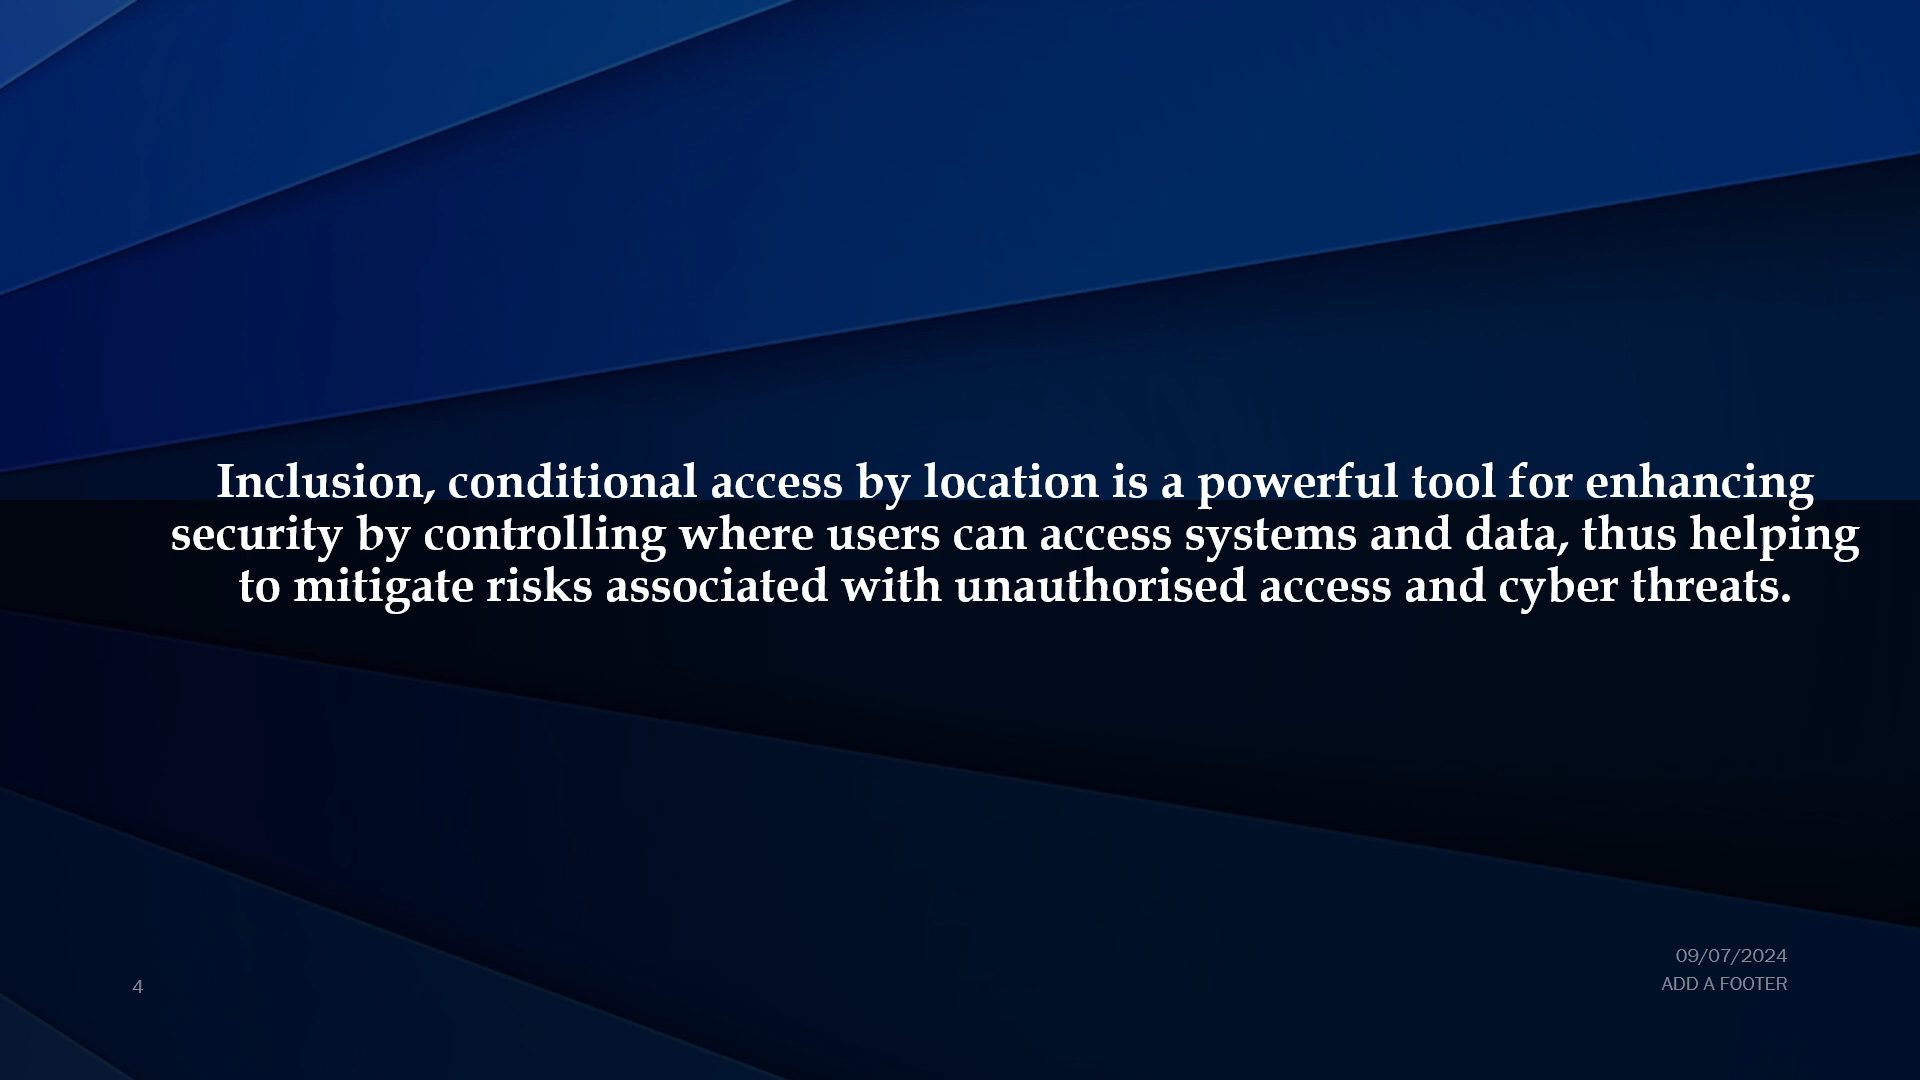 Inclusion, conditional access by location is a powerful tool for enhancing
security by controlling where users can access systems and data, thus helping
to mitigate risks associated with unauthorised access and cyber threats.
09/07/2024
4
ADD A FOOTER